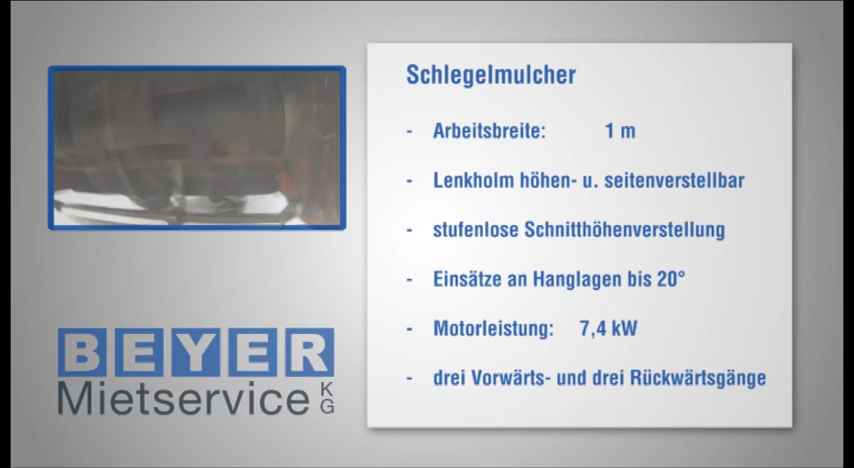 Schlegelmulcher
- Arbeitsbreite: 1 m
- Lenkholm höhen- u. seitenverstellbar
- stufenlose Schnitthöhenverstellung
- Einsätze an Hanglagen bis 20°
- Motorleistung: 7,4 kW
- drei Vorwärts- und drei Rückwärtsgänge
BEYER
Mietservice KG